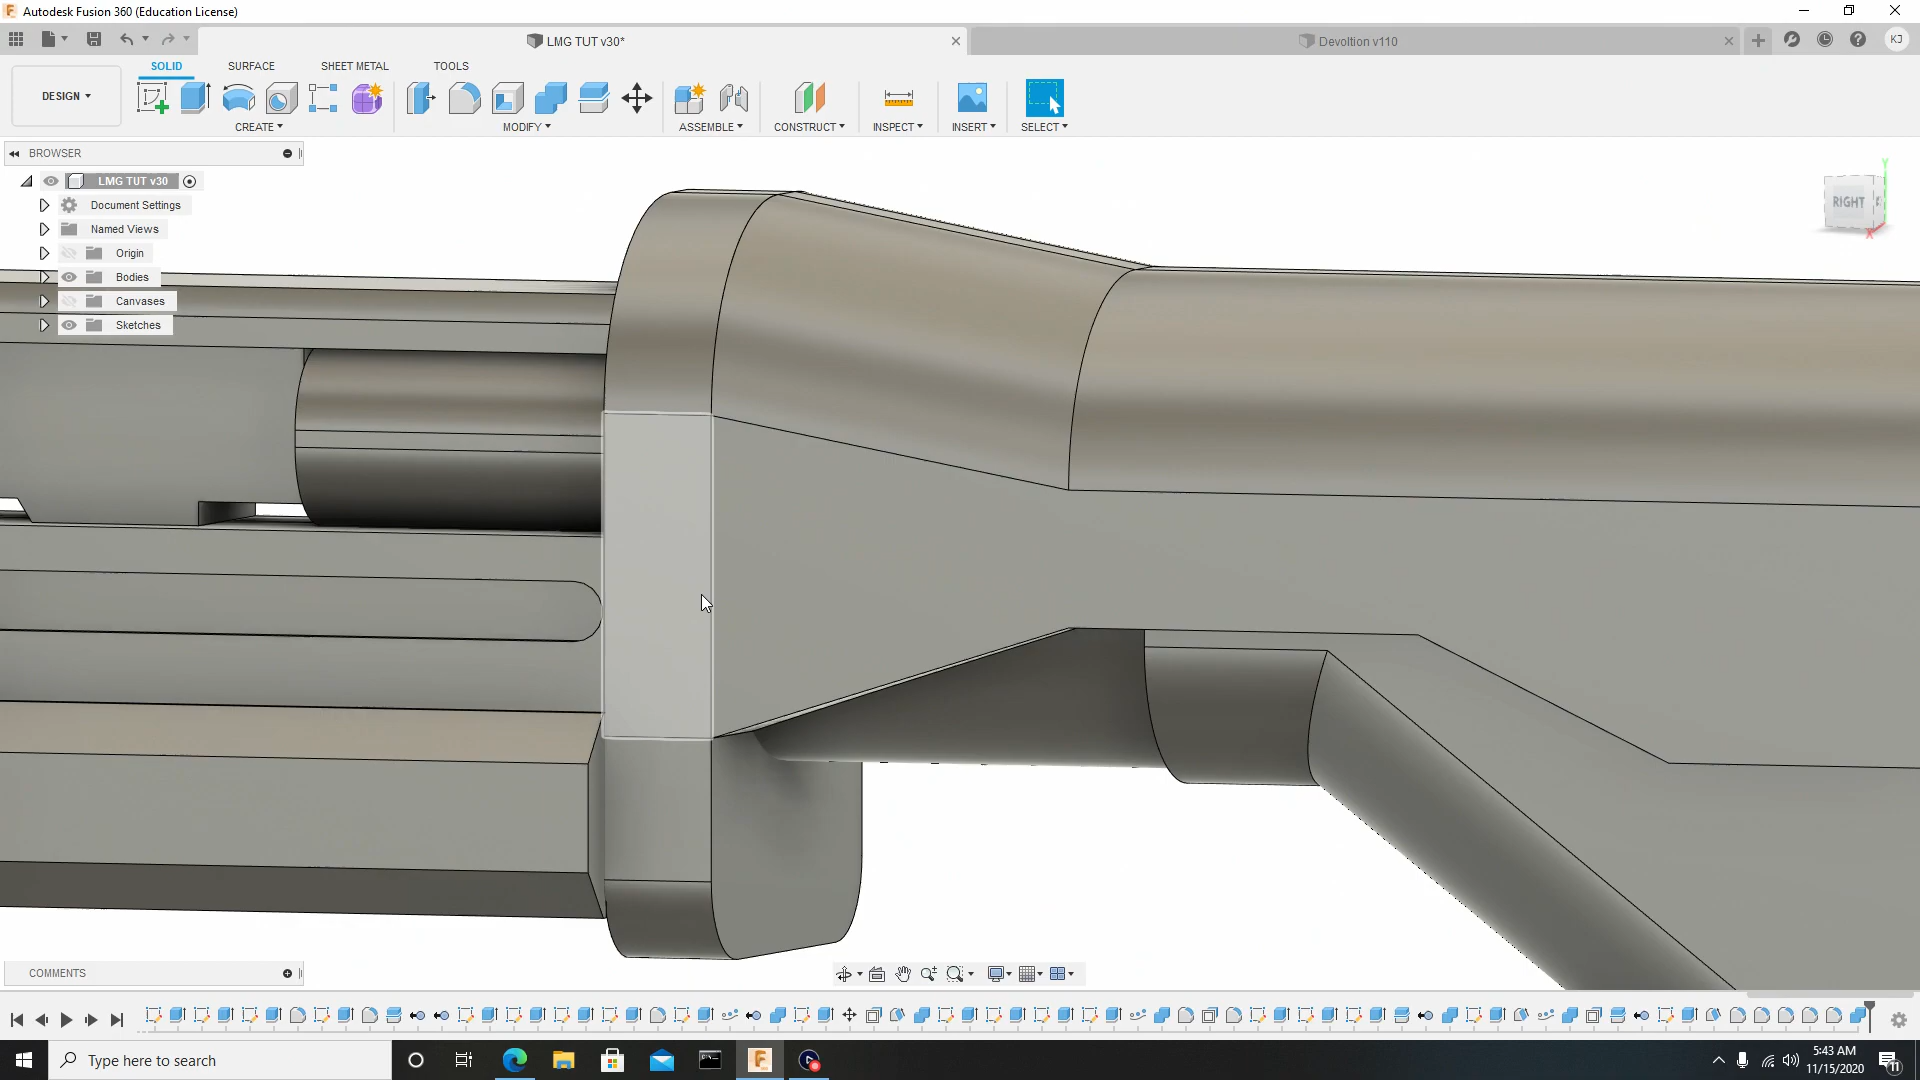 Autodesk Fusion 360 (Education License)
LMG TUT v30*
Devoltion v110
KJ
DESIGN
SOLID
SURFACE
SHEET METAL
TOOLS
CREATE
MODIFY
ASSEMBLE
CONSTRUCT
INSPECT
INSERT
SELECT
BROWSER
LMG TUT v30
Document Settings
Named Views
Origin
Bodies
Canvases
Sketches
Y
RIGHT
X
COMMENTS
Type here to search
5:43 AM
11/15/2020
11